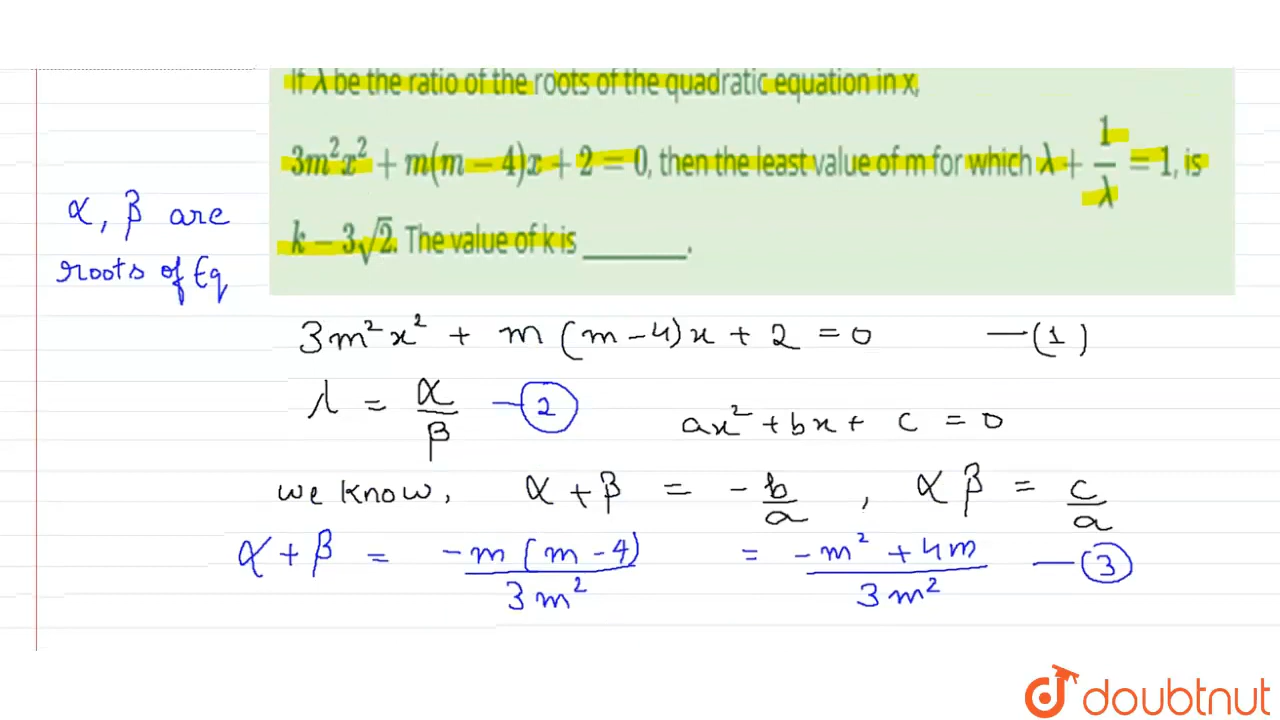 If λ be the ratio of the roots of the quadratic equation in x,
3m²x² + m(m − 4)x + 2 = 0, then the least value of m for which λ + 1/λ = 1, is
k − 3√2. The value of k is ________.
α, β are
roots of Eq
3m²x² + m(m-4)x + 2 = 0 —(1)
λ = α/β —②
ax² + bx + c = 0
we know, α + β = -b/a , αβ = c/a
α + β = -m(m-4)/3m² = -m² + 4m/3m² —③
doubtnut